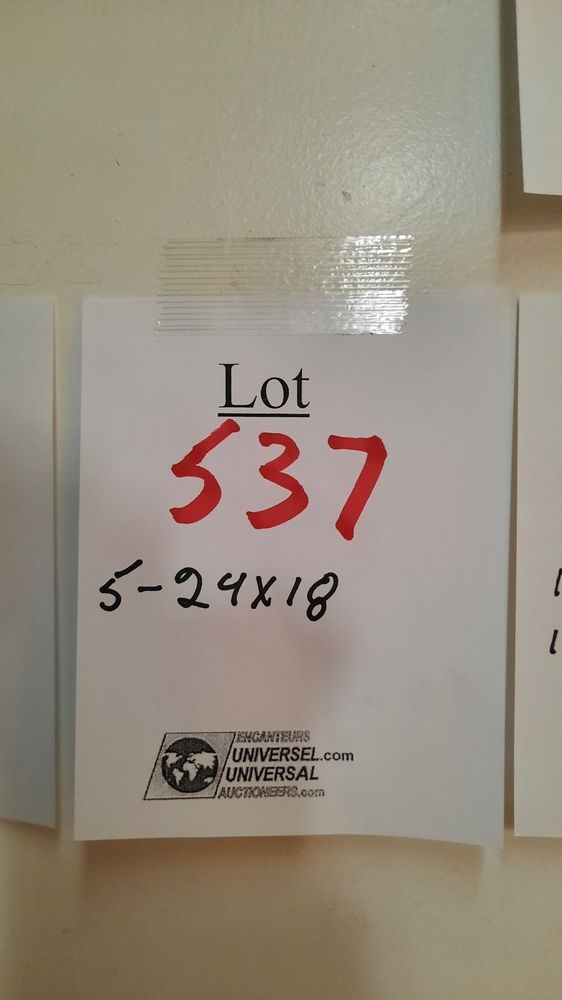 Lot
537
5-24x18
ENCANTEURS
UNIVERSEL.com
UNIVERSAL
AUCTIONEERS.com